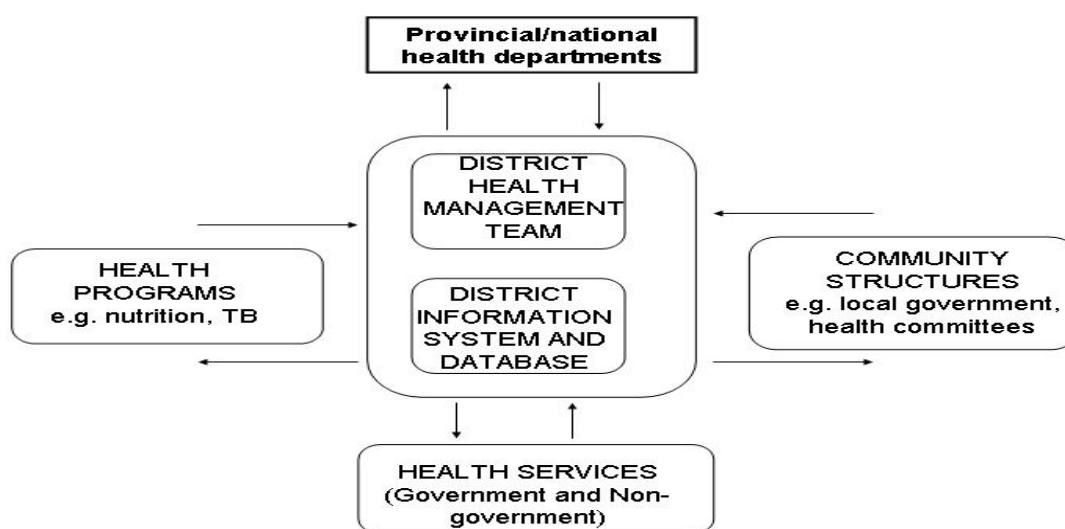 Provincial/national
health departments
DISTRICT
HEALTH
MANAGEMENT
TEAM
HEALTH
PROGRAMS
e.g. nutrition, TB
COMMUNITY
STRUCTURES
e.g. local government,
health committees
DISTRICT
INFORMATION
SYSTEM AND
DATABASE
HEALTH SERVICES
(Government and Non-
government)